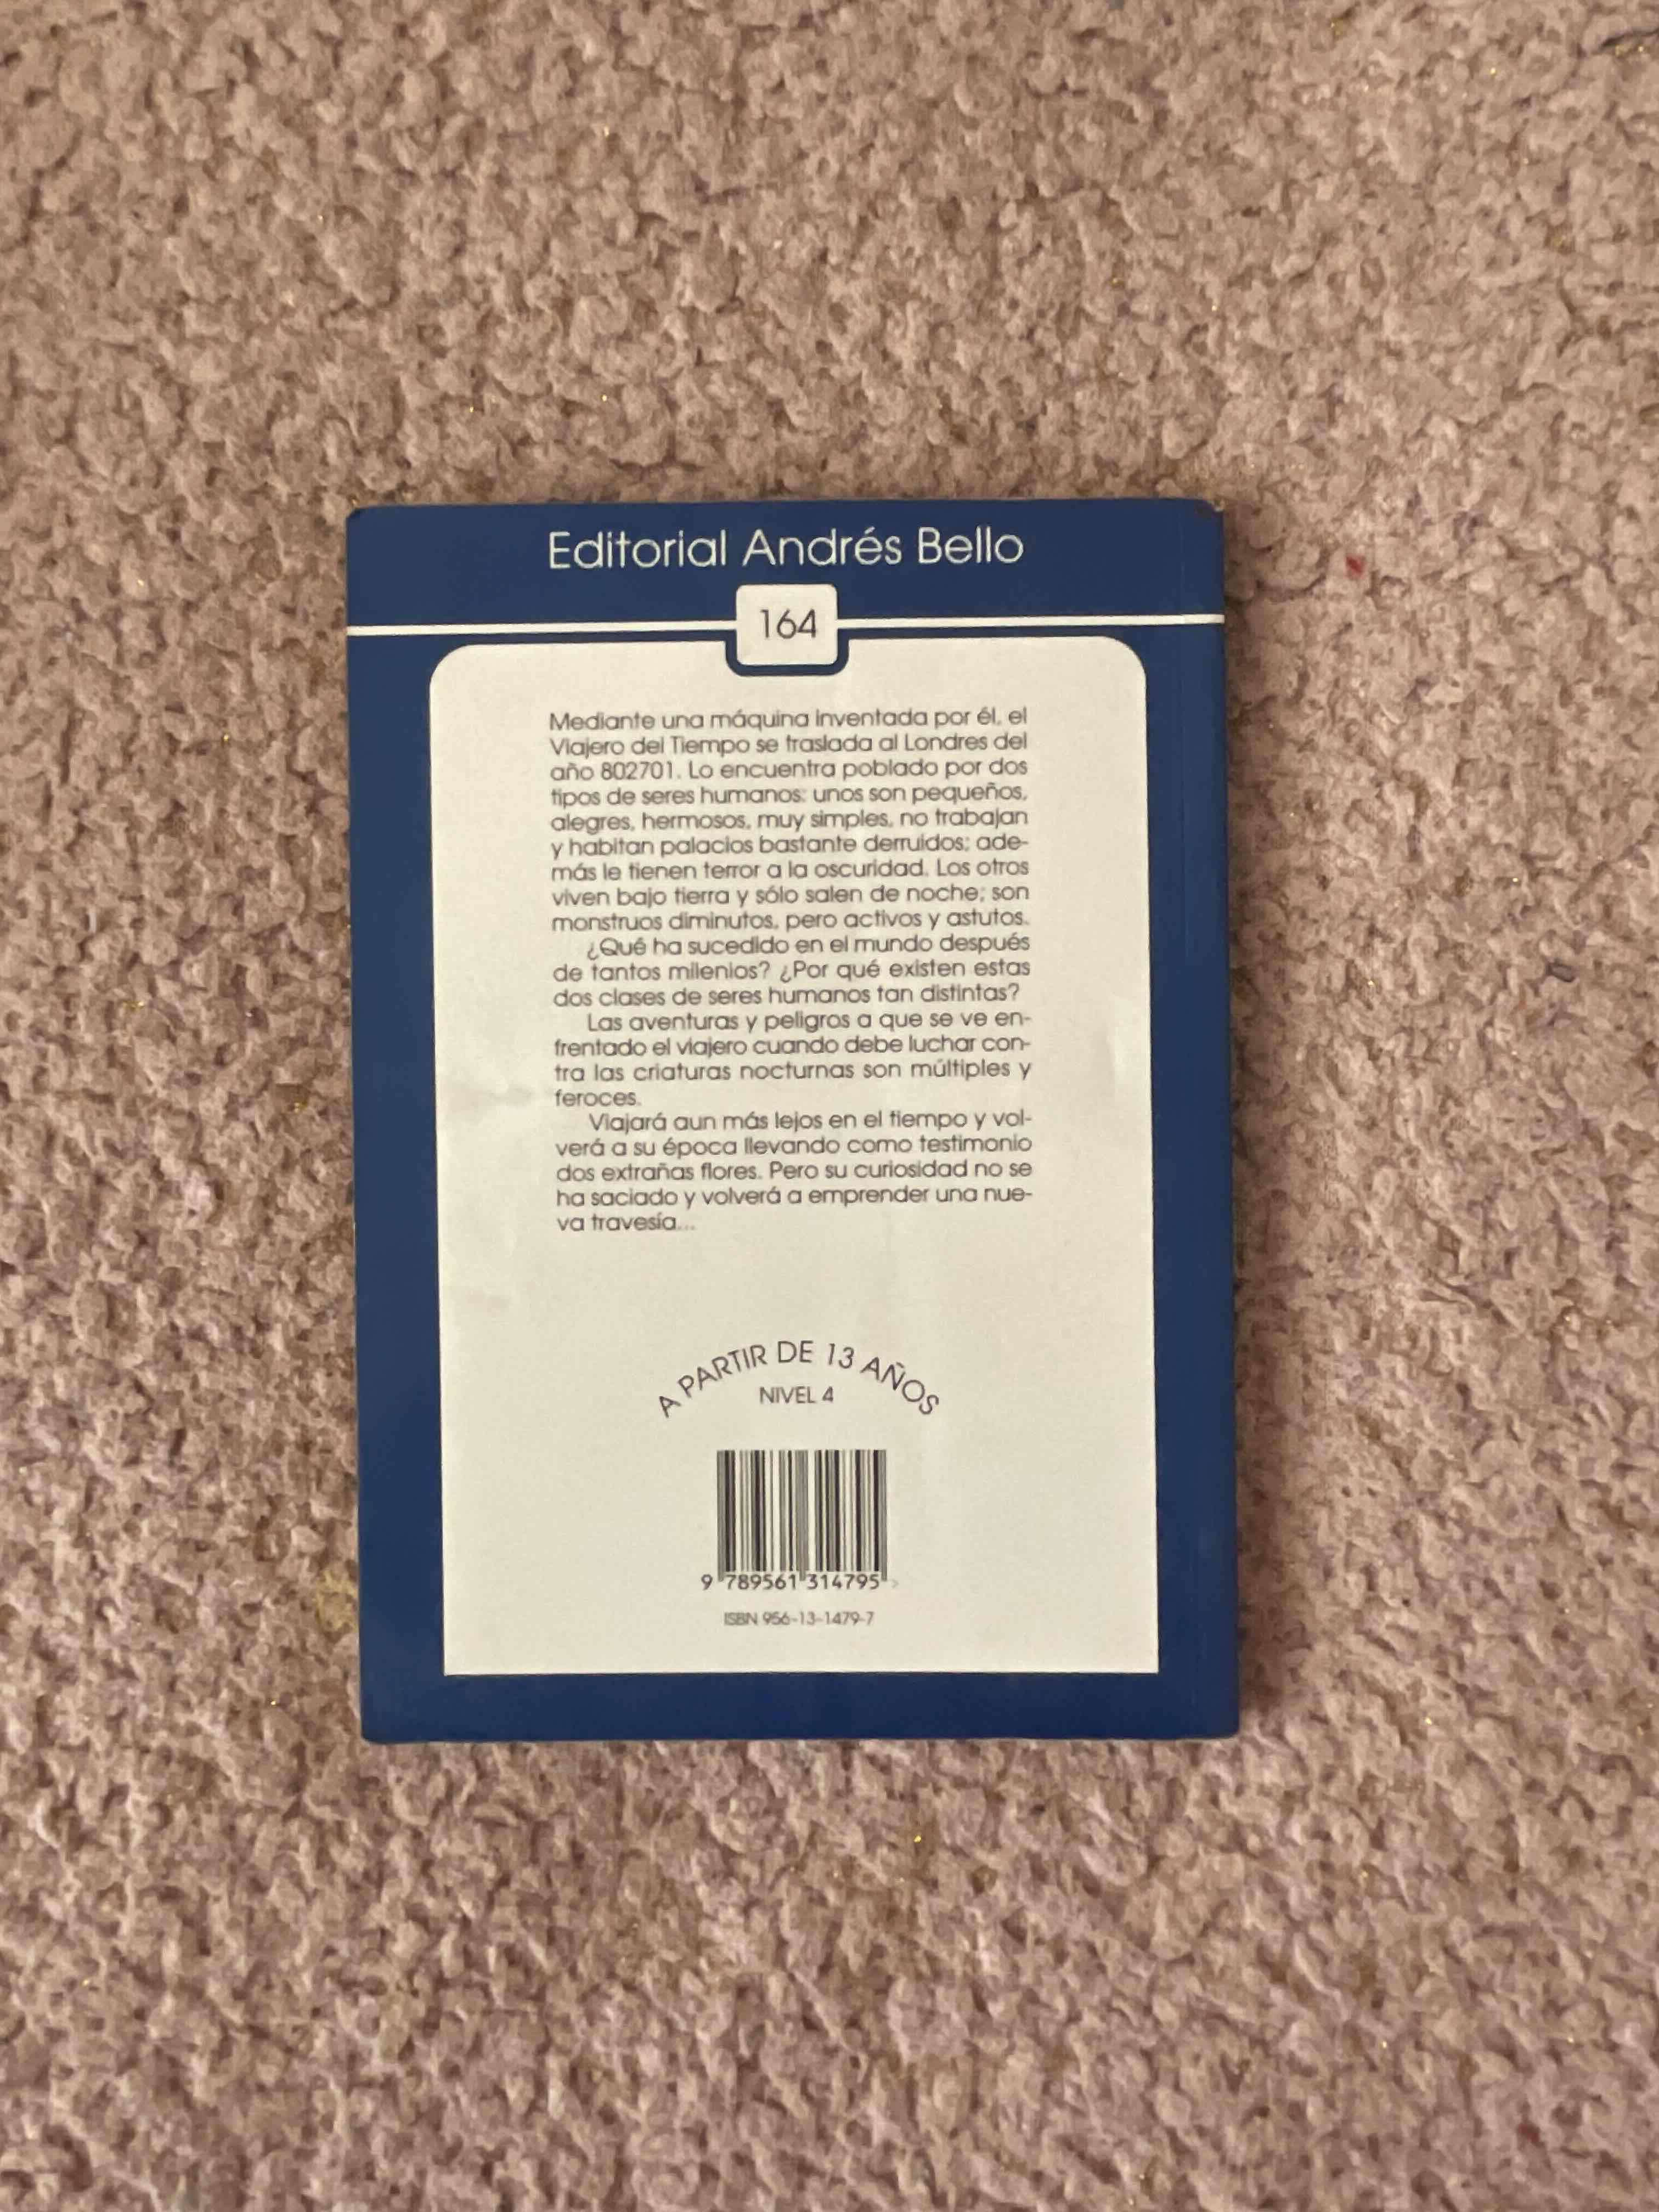 Editorial Andrés Bello
164
Mediante una máquina inventada por él, el
Viajero del Tiempo se traslada al Londres del
año 802701. Lo encuentra poblado por dos
tipos de seres humanos: unos son pequeños,
alegres, hermosos, muy simples, no trabajan
y habitan palacios bastante derruidos; ade-
más le tienen terror a la oscuridad. Los otros
viven bajo tierra y sólo salen de noche; son
monstruos diminutos, pero activos y astutos.
¿Qué ha sucedido en el mundo después
de tantos milenios? ¿Por qué existen estas
dos clases de seres humanos tan distintas?
Las aventuras y peligros a que se ve en-
frentado el viajero cuando debe luchar con-
tra las criaturas nocturnas son múltiples y
feroces.
Viajará aun más lejos en el tiempo y vol-
verá a su época llevando como testimonio
dos extrañas flores. Pero su curiosidad no se
ha saciado y volverá a emprender una nue-
va travesía...
A PARTIR DE 13 AÑOS
NIVEL 4
9 789561 314795 >
ISBN 956-13-1479-7